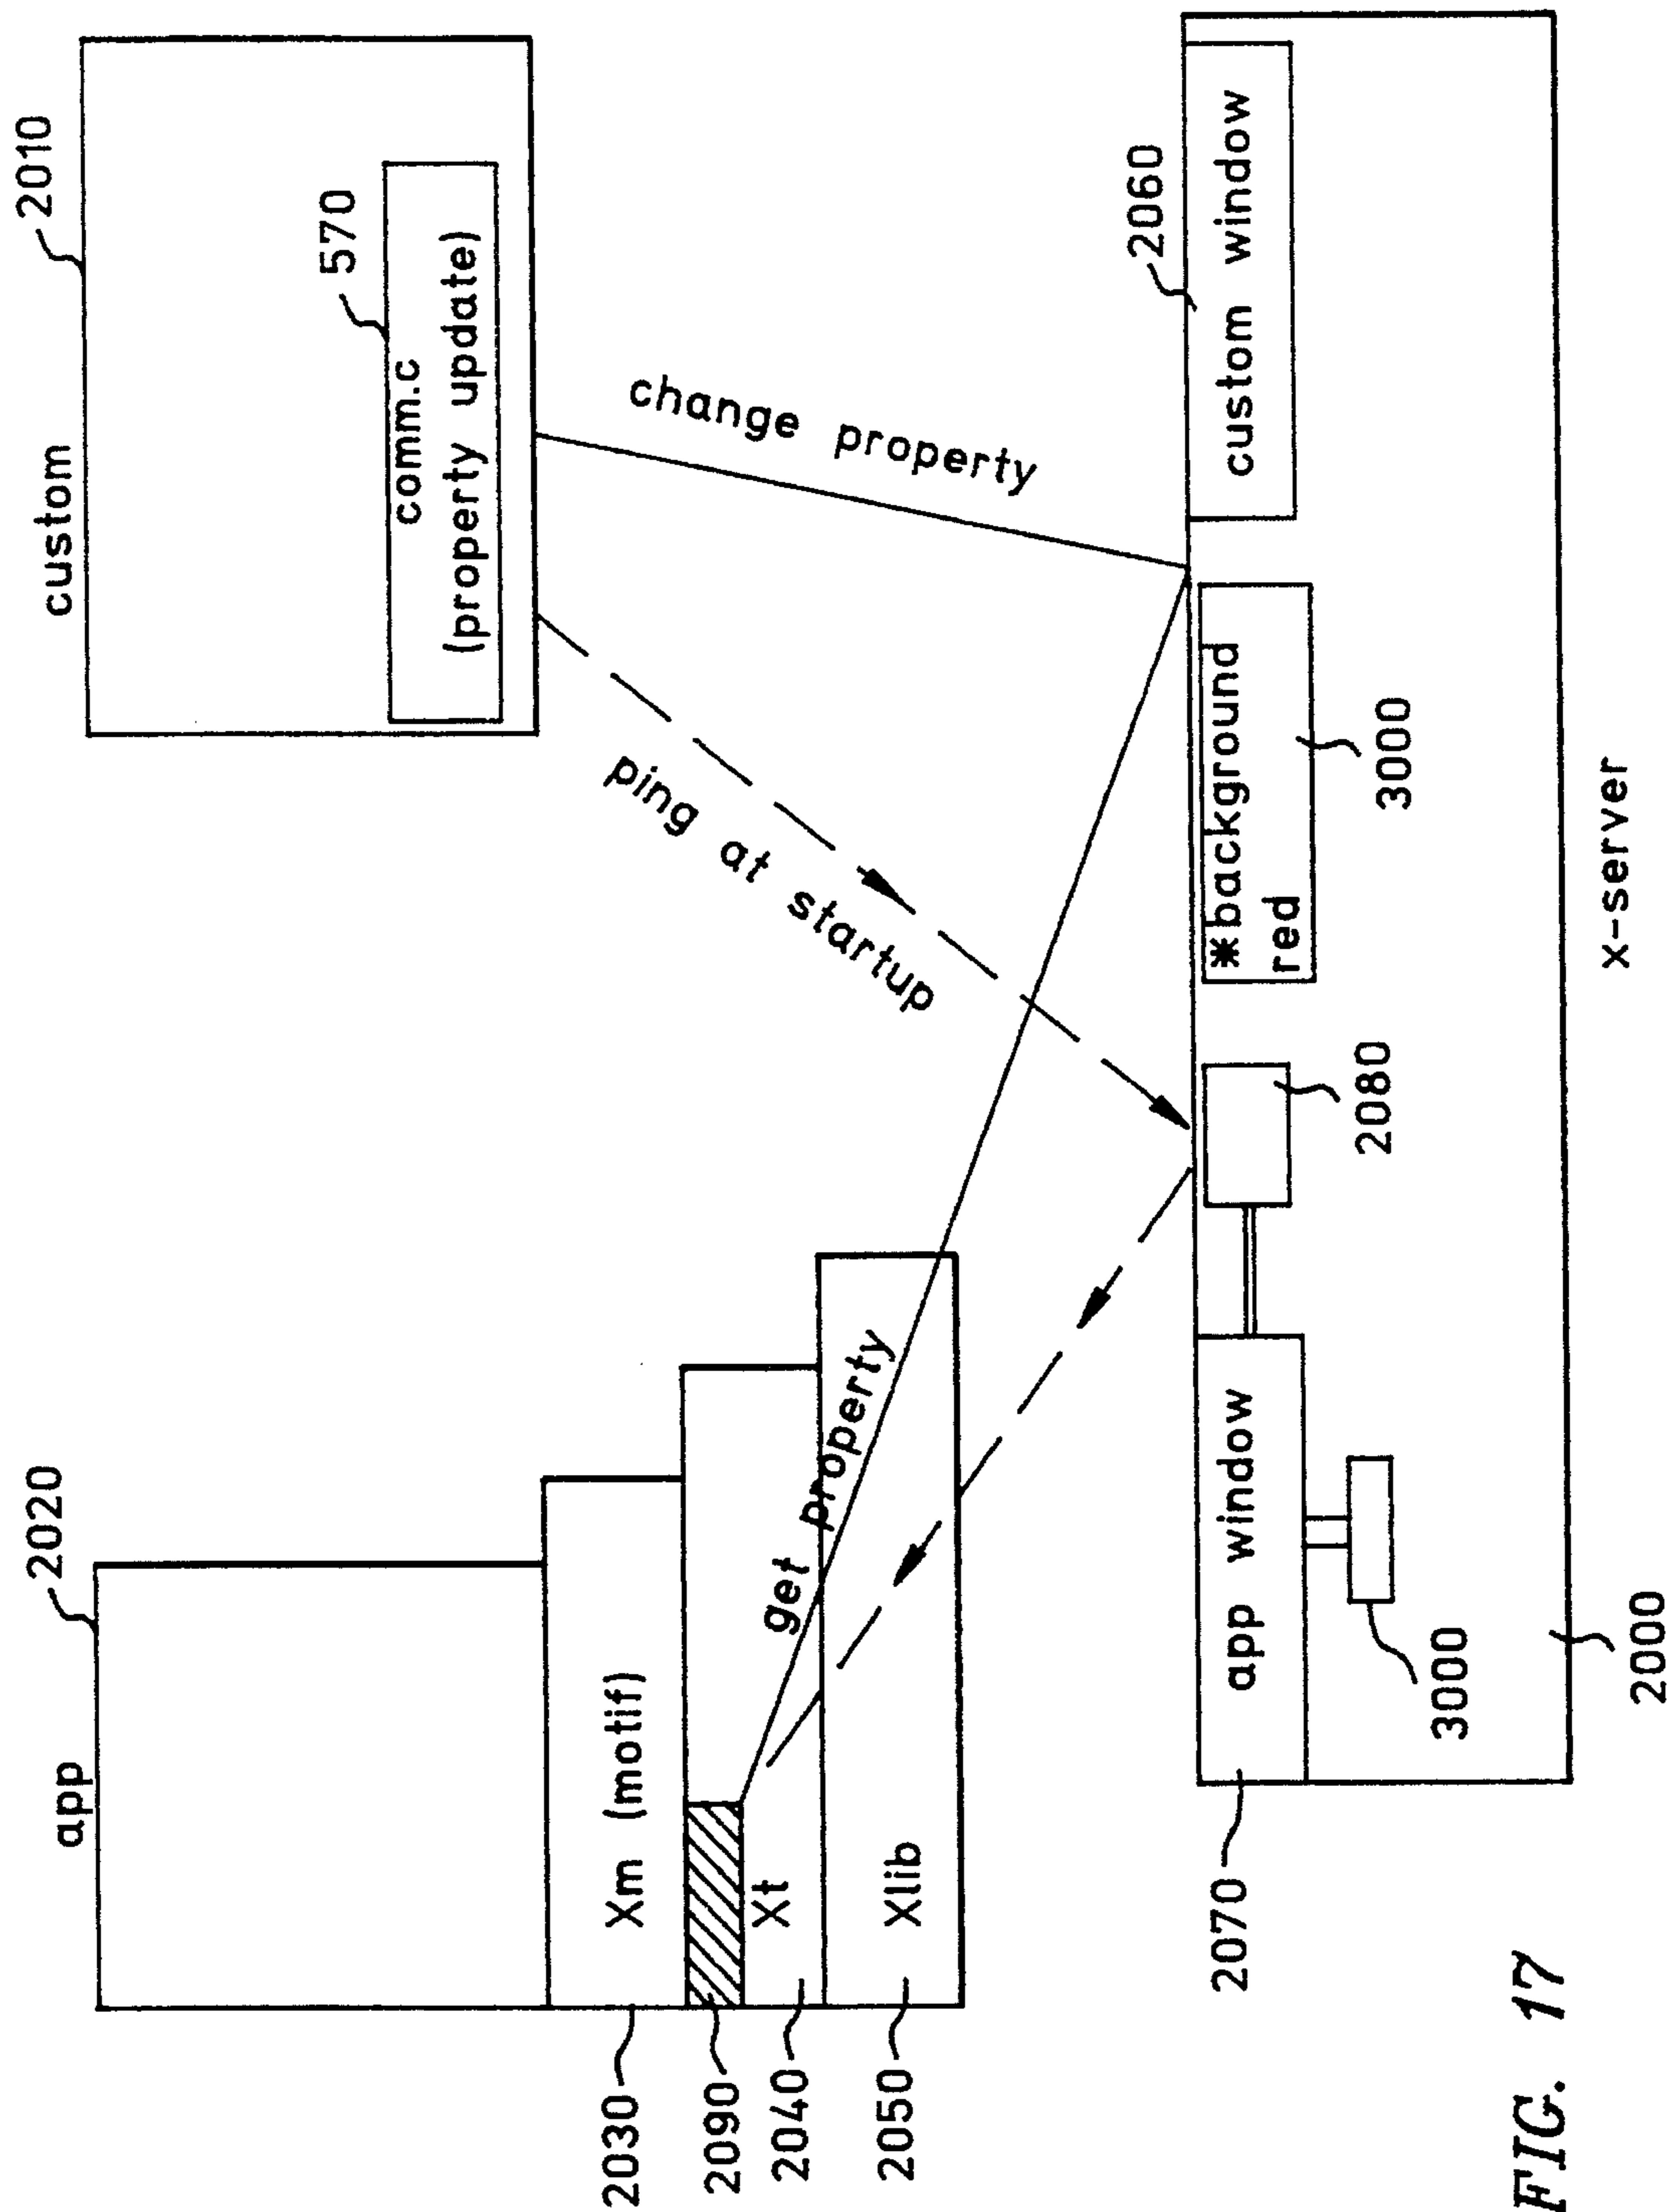 app
2020
custom
2010
570
comm.c
(property update)
2030
Xm (motif)
2090
2040
Xt
2050
Xlib
get property
ping at startup
change property
2070
app window
3000
2080
*background
red
3000
2060
custom window
2000
x-server
FIG. 17